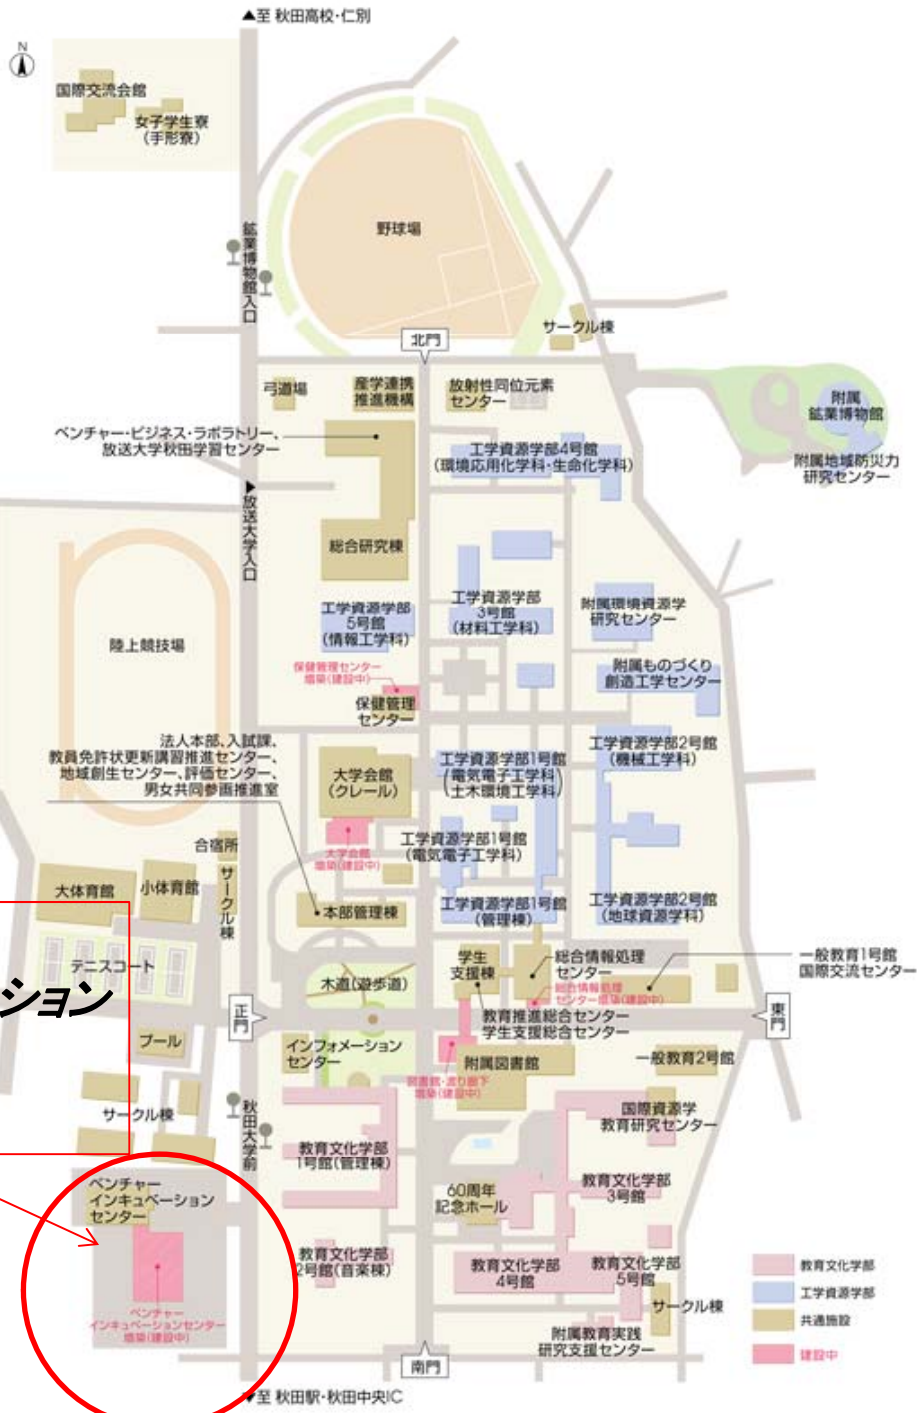 ▲至 秋田高校・仁別
N
国際交流会館
女子学生寮
(手形寮)
野球場
鉱業博物館入口
サークル棟
北門
弓道場
産学連携
推進機構
放射性同位元素
センター
附属
鉱業博物館
ベンチャー・ビジネス・ラボラトリー、
放送大学秋田学習センター
工学資源学部4号館
(環境応用化学科・生命化学科)
附属地域防災力
研究センター
▶放送大学入口
総合研究棟
工学資源学部
5号館
(情報工学科)
工学資源学部
3号館
(材料工学科)
附属環境資源学
研究センター
陸上競技場
保健管理センター
増築(建設中)
保健管理
センター
附属ものづくり
創造工学センター
法人本部、入試課、
教員免許状更新講習推進センター、
地域創生センター、評価センター、
男女共同参画推進室
大学会館
(クレール)
工学資源学部1号館
(電気電子工学科
土木環境工学科)
工学資源学部2号館
(機械工学科)
大学会館
増築(建設中)
工学資源学部1号館
(電気電子工学科)
合宿所
サークル棟
大体育館
小体育館
本部管理棟
工学資源学部1号館
(管理棟)
工学資源学部2号館
(地球資源学科)
テニスコート
ション
木道(遊歩道)
学生
支援棟
総合情報処理
センター
総合情報処理
センター増築(建設中)
一般教育1号館
国際交流センター
正門
教育推進総合センター
学生支援総合センター
東門
プール
インフォメーション
センター
附属図書館
一般教育2号館
図書館・渡り廊下
増築(建設中)
サークル棟
秋田大学前
国際資源学
教育研究センター
教育文化学部
1号館(管理棟)
ベンチャー
インキュベーション
センター
60周年
記念ホール
教育文化学部
3号館
教育文化学部
2号館(音楽棟)
教育文化学部
4号館
教育文化学部
5号館
教育文化学部
工学資源学部
共通施設
建設中
ベンチャー
インキュベーションセンター
増築(建設中)
サークル棟
附属教育実践
研究支援センター
南門
▼至 秋田駅・秋田中央IC